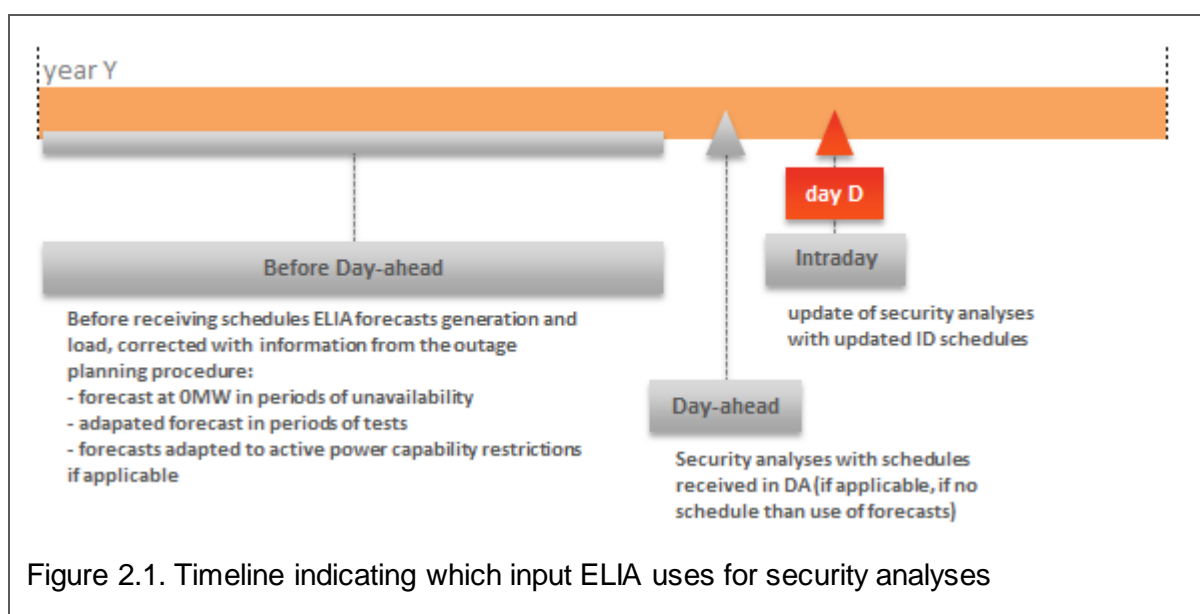 year Y
day D
Before Day-ahead
Before receiving schedules ELIA forecasts generation and
load, corrected with information from the outage
planning procedure:
- forecast at 0MW in periods of unavailability
- adapated forecast in periods of tests
- forecasts adapted to active power capability restrictions
if applicable
Intraday
update of security analyses
with updated ID schedules
Day-ahead
Security analyses with schedules
received in DA (if applicable, if no
schedule than use of forecasts)
Figure 2.1. Timeline indicating which input ELIA uses for security analyses